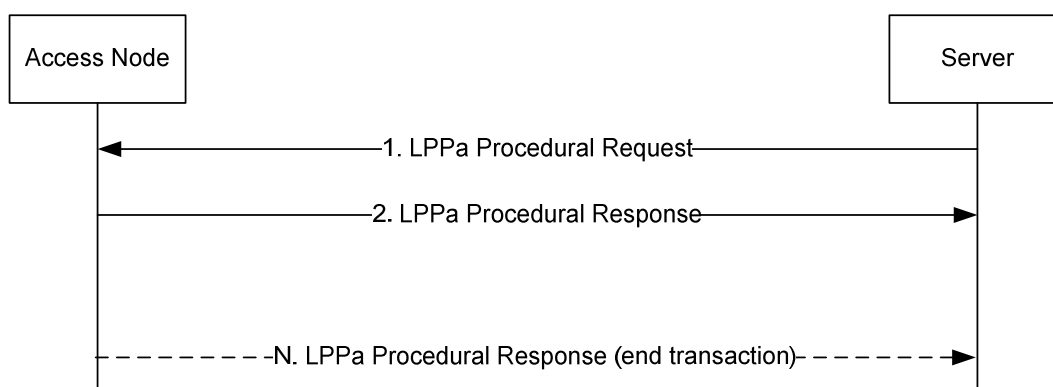 Access Node
Server
1. LPPa Procedural Request
2. LPPa Procedural Response
N. LPPa Procedural Response (end transaction)